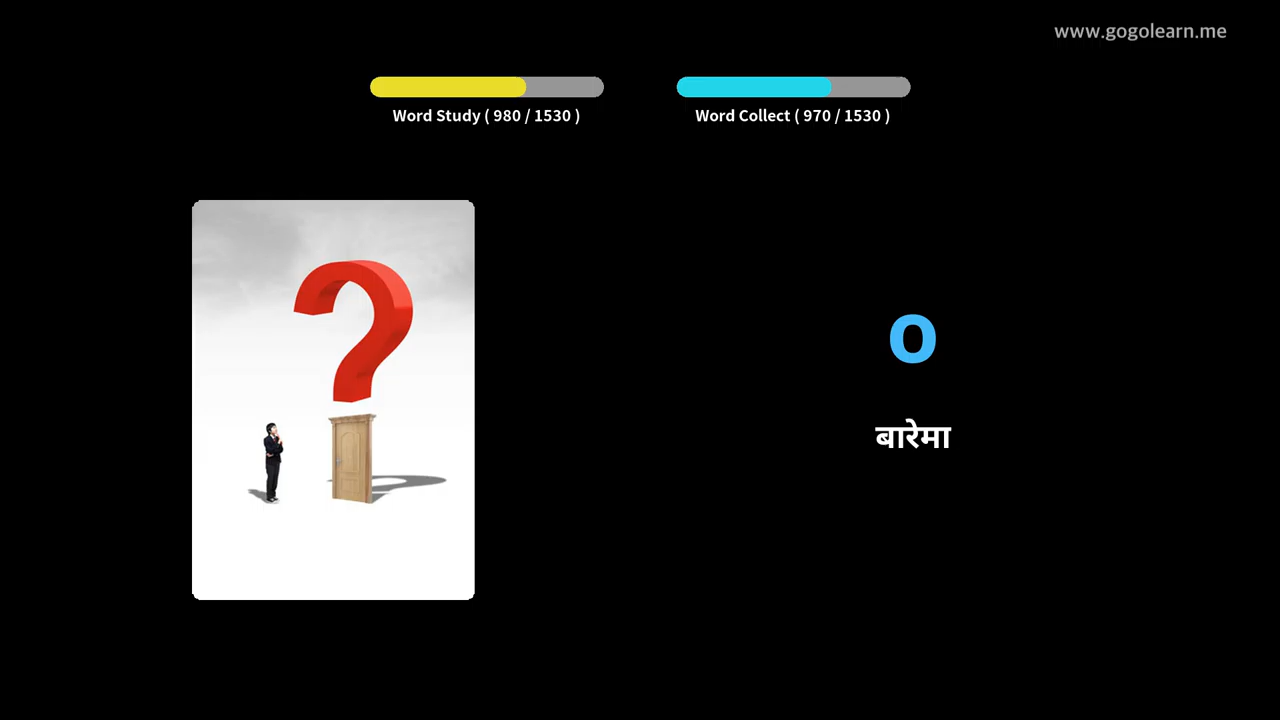 www.gogolearn.me
Word Study ( 980 / 1530 )
Word Collect ( 970 / 1530 )
?
o
बारेमा